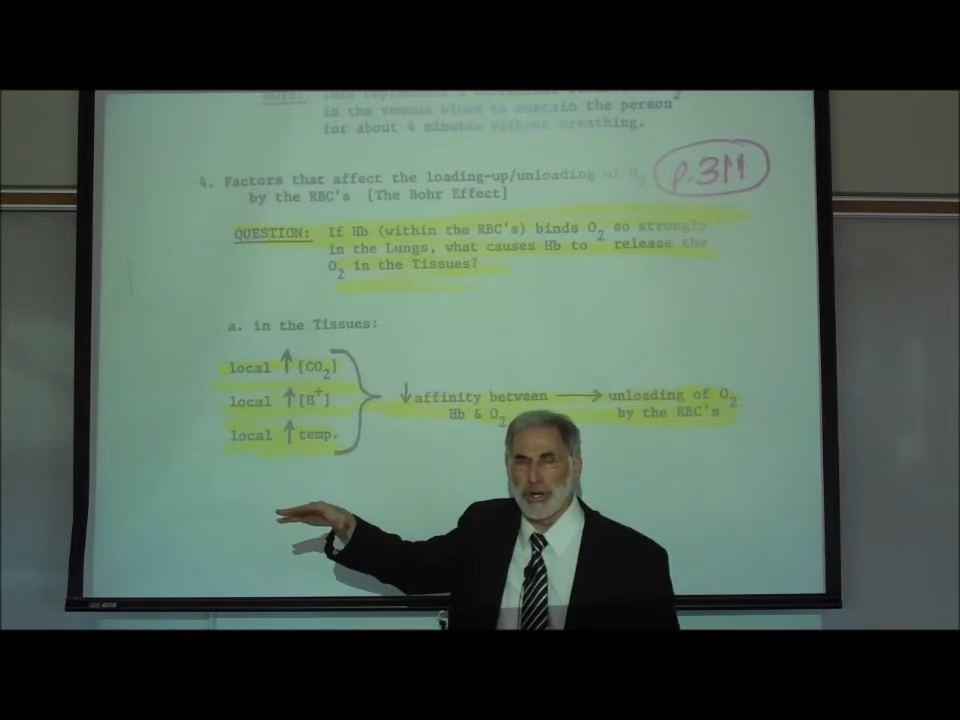 in the venous blood to sustain the person
for about 4 minutes without breathing.
4. Factors that affect the loading-up/unloading of O2
by the RBC's [The Bohr Effect]
p.311
QUESTION: If Hb (within the RBC's) binds O2 so strongly
in the Lungs, what causes Hb to release the
O2 in the Tissues?
a. in the Tissues:
local ↑ [CO2]
local ↑ [H+]
local ↑ temp.
↓ affinity between → unloading of O2
Hb & O2 by the RBC's